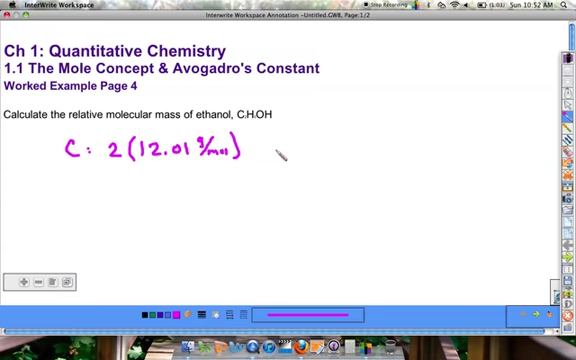 InterWrite Workspace
Stop Recording
(1:01)
Sun 10:52 AM
Interwrite Workspace Annotation -Untitled.GWB, Page:1/2
Ch 1: Quantitative Chemistry
1.1 The Mole Concept & Avogadro's Constant
Worked Example Page 4
Calculate the relative molecular mass of ethanol, C.H.OH
C: 2(12.01 g/mol)